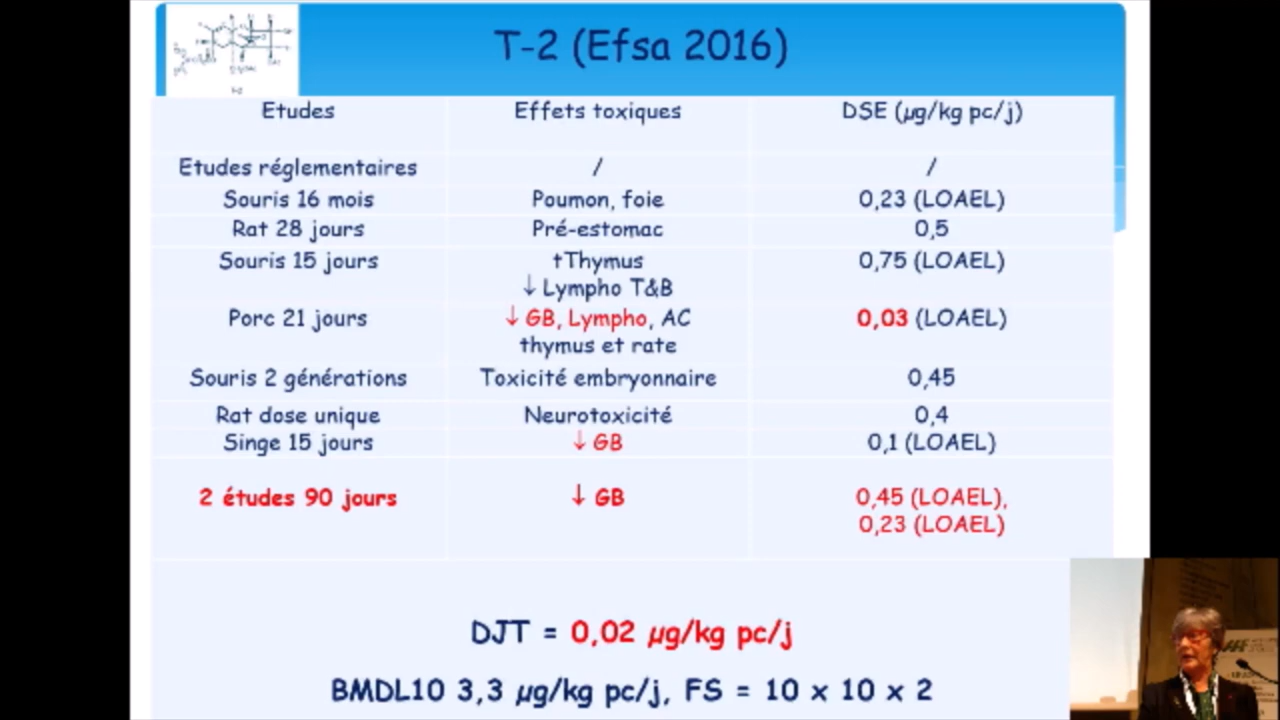 T-2 (Efsa 2016)
Etudes Effets toxiques DSE (µg/kg pc/j)
Etudes réglementaires / /
Souris 16 mois Poumon, foie 0,23 (LOAEL)
Rat 28 jours Pré-estomac 0,5
Souris 15 jours †Thymus 0,75 (LOAEL)
↓ Lympho T&B
Porc 21 jours ↓ GB, Lympho, AC 0,03 (LOAEL)
thymus et rate
Souris 2 générations Toxicité embryonnaire 0,45
Rat dose unique Neurotoxicité 0,4
Singe 15 jours ↓ GB 0,1 (LOAEL)
2 études 90 jours ↓ GB 0,45 (LOAEL),
0,23 (LOAEL)
DJT = 0,02 µg/kg pc/j
BMDL10 3,3 µg/kg pc/j, FS = 10 x 10 x 2